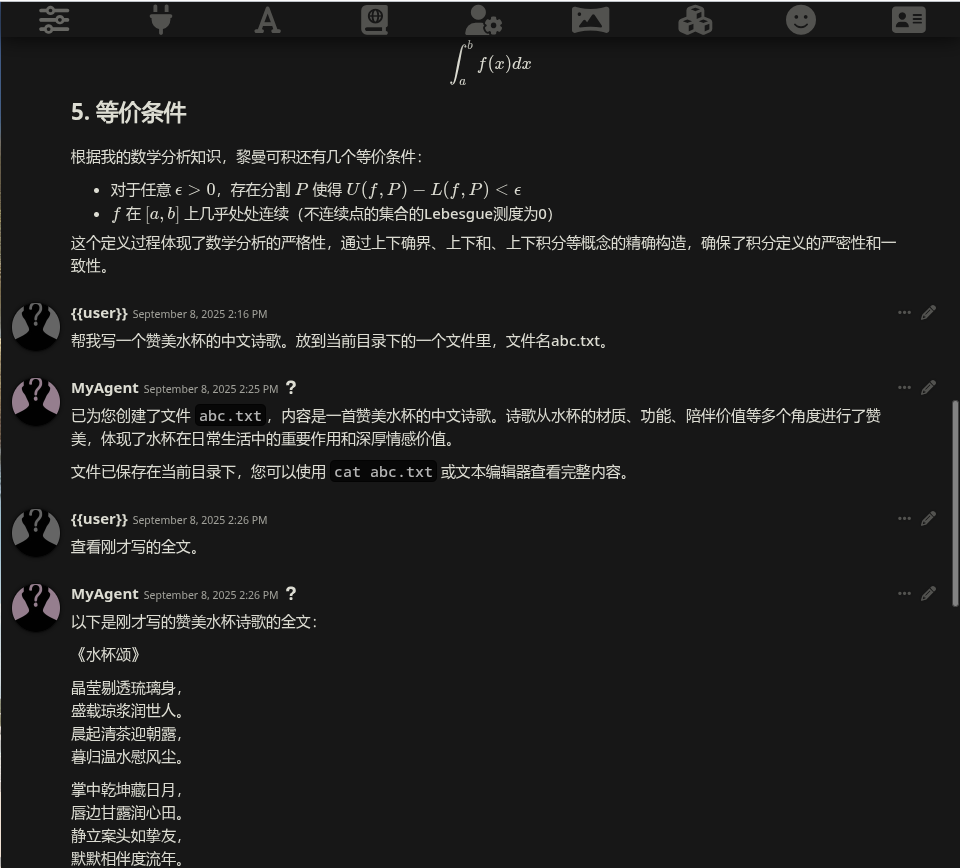 ∫_a^b f(x)dx
5. 等价条件
根据我的数学分析知识，黎曼可积还有几个等价条件：
• 对于任意 ϵ > 0，存在分割 P 使得 U(f, P) − L(f, P) < ϵ
• f 在 [a, b] 上几乎处处连续（不连续点的集合的Lebesgue测度为0）
这个定义过程体现了数学分析的严格性，通过上下确界、上下和、上下积分等概念的精确构造，确保了积分定义的严密性和一
致性。
{{user}} September 8, 2025 2:16 PM
帮我写一个赞美水杯的中文诗歌。放到当前目录下的一个文件里，文件名abc.txt。
MyAgent September 8, 2025 2:25 PM ?
已为您创建了文件 abc.txt，内容是一首赞美水杯的中文诗歌。诗歌从水杯的材质、功能、陪伴价值等多个角度进行了赞
美，体现了水杯在日常生活中的重要作用和深厚情感价值。
文件已保存在当前目录下，您可以使用 cat abc.txt 或文本编辑器查看完整内容。
{{user}} September 8, 2025 2:26 PM
查看刚才写的全文。
MyAgent September 8, 2025 2:26 PM ?
以下是刚才写的赞美水杯诗歌的全文：
《水杯颂》
晶莹剔透琉璃身，
盛载琼浆润世人。
晨起清茶迎朝露，
暮归温水慰风尘。
掌中乾坤藏日月，
唇边甘露润心田。
静立案头如挚友，
默默相伴度流年。